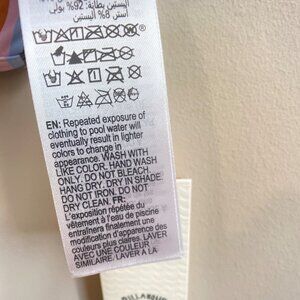 EN: Repeated exposure of
clothing to pool water will
eventually result in lighter
colors to change in
appearance. WASH WITH
LIKE COLOR. HAND WASH
ONLY. DO NOT BLEACH.
HANG DRY. DRY IN SHADE.
DO NOT IRON. DO NOT
DRY CLEAN. FR:
L'exposition répétée du
vêtement à l'eau de piscine
entraînera finalement une
modification d'apparence des
couleurs plus claires. LAVER
AVEC UNE COULEUR
SIMILAIRE. LAVER À LA